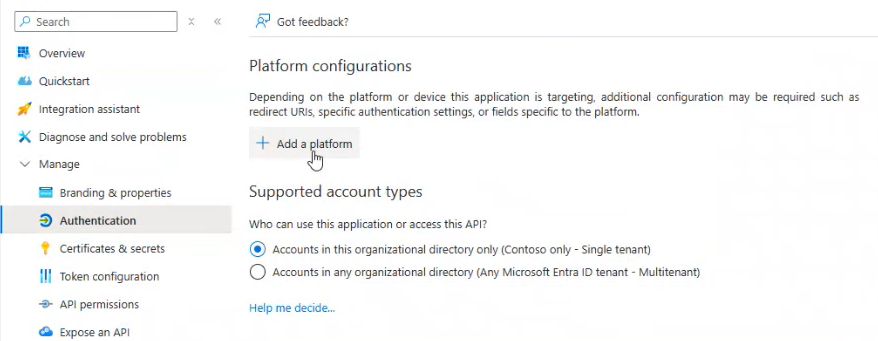 Search
Overview
Quickstart
Integration assistant
Diagnose and solve problems
Manage
Branding & properties
Authentication
Certificates & secrets
Token configuration
API permissions
Expose an API
Got feedback?
Platform configurations
Depending on the platform or device this application is targeting, additional configuration may be required such as
redirect URIs, specific authentication settings, or fields specific to the platform.
Add a platform
Supported account types
Who can use this application or access this API?
Accounts in this organizational directory only (Contoso only - Single tenant)
Accounts in any organizational directory (Any Microsoft Entra ID tenant - Multitenant)
Help me decide...